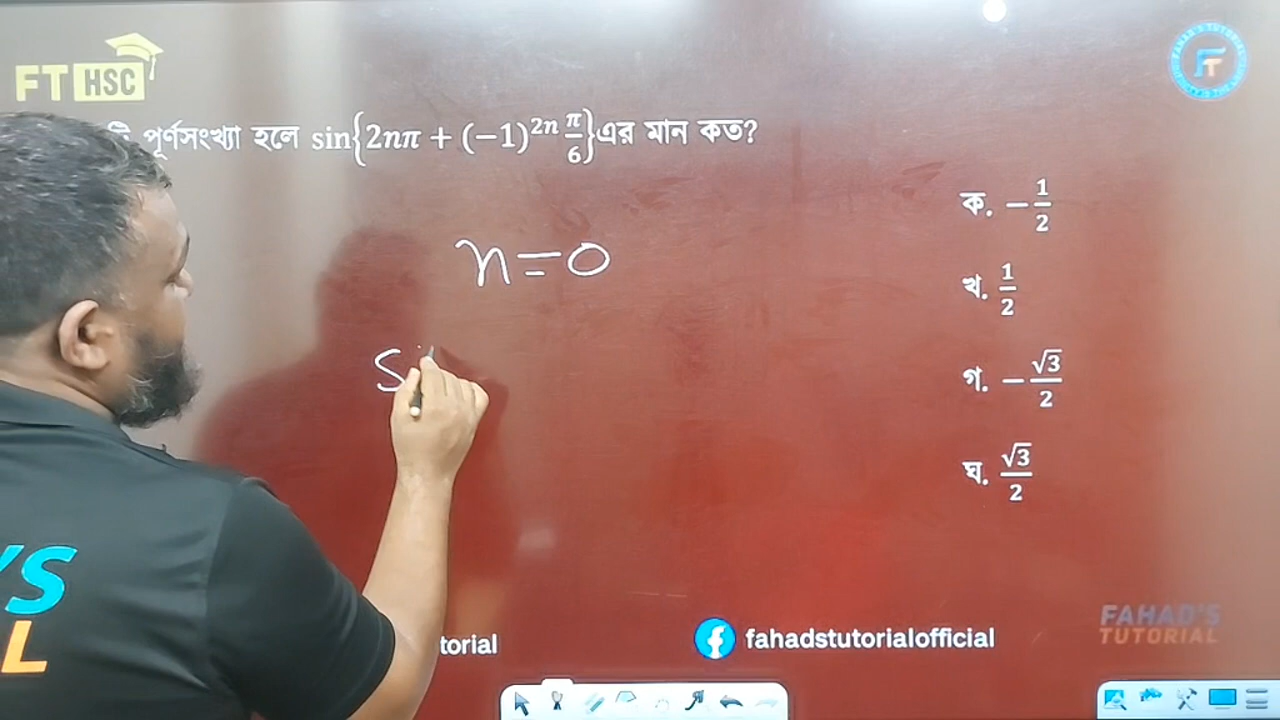 FT HSC
পূর্ণসংখ্যা হলে sin{2nπ + (−1)^{2n} π/6}এর মান কত?
n=0
ক. −1/2
খ. 1/2
গ. −√3/2
ঘ. √3/2
'S
L
torial
fahadstutorialofficial
FAHAD'S
TUTORIAL